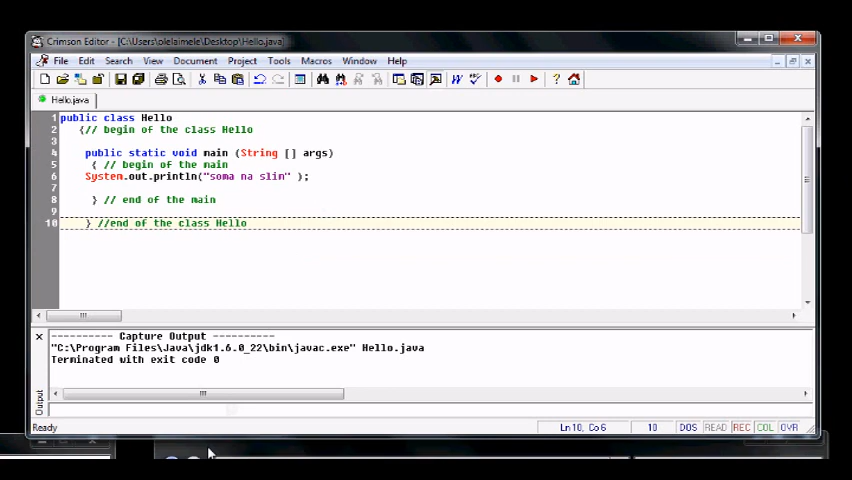 Crimson Editor - [C:\Users\olelaimele\Desktop\Hello.java]
File Edit Search View Document Project Tools Macros Window Help
Hello.java
1 public class Hello
2 {// begin of the class Hello
3
4 public static void main (String [] args)
5 { // begin of the main
6 System.out.println("soma na slim" );
7
8 } // end of the main
9
10 } //end of the class Hello
---------- Capture Output ----------
"C:\Program Files\Java\jdk1.6.0_22\bin\javac.exe" Hello.java
Terminated with exit code 0
Output
Ready Ln 10, Co 6 10 DOS READ REC COL OVR